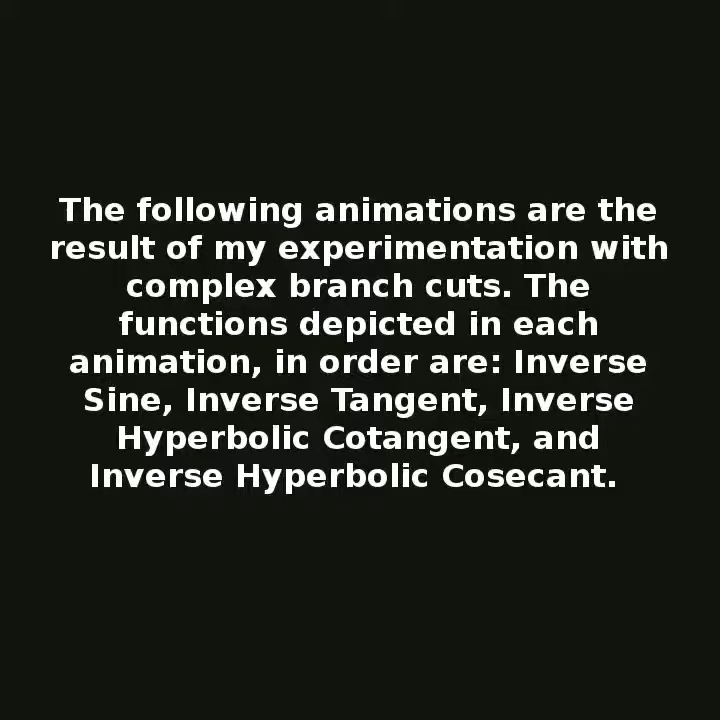 The following animations are the
result of my experimentation with
complex branch cuts. The
functions depicted in each
animation, in order are: Inverse
Sine, Inverse Tangent, Inverse
Hyperbolic Cotangent, and
Inverse Hyperbolic Cosecant.